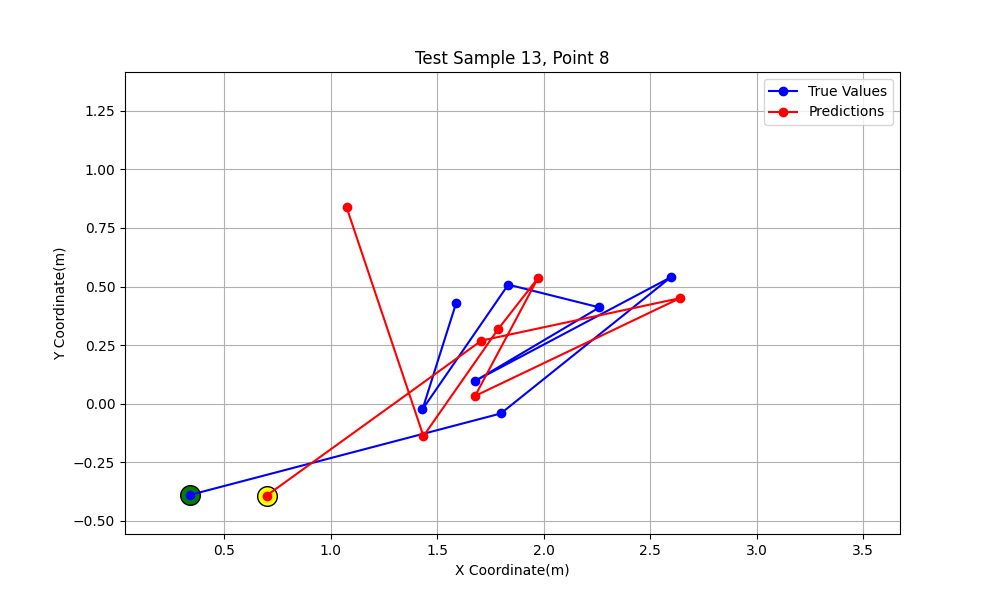 Test Sample 13, Point 8
True Values
Predictions
Y Coordinate(m)
1.25
1.00
0.75
0.50
0.25
0.00
−0.25
−0.50
0.5 1.0 1.5 2.0 2.5 3.0 3.5
X Coordinate(m)